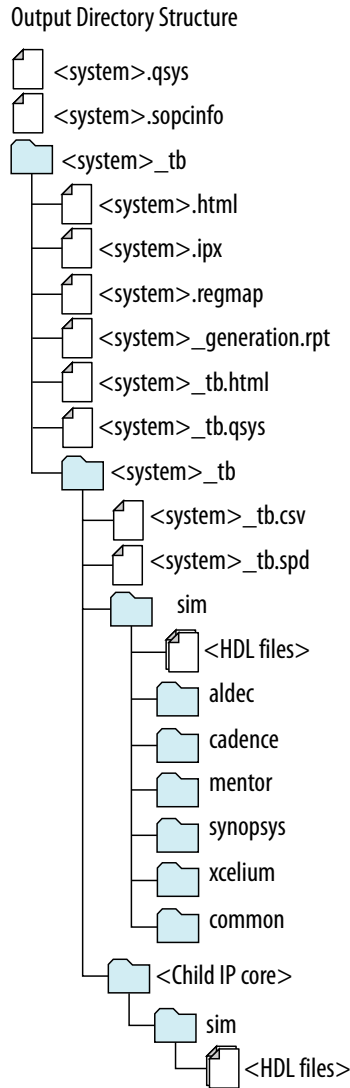 Output Directory Structure
<system>.qsys
<system>.sopcinfo
<system>_tb
<system>.html
<system>.ipx
<system>.regmap
<system>_generation.rpt
<system>_tb.html
<system>_tb.qsys
<system>_tb
<system>_tb.csv
<system>_tb.spd
sim
<HDL files>
aldec
cadence
mentor
synopsys
xcelium
common
<Child IP core>
sim
<HDL files>